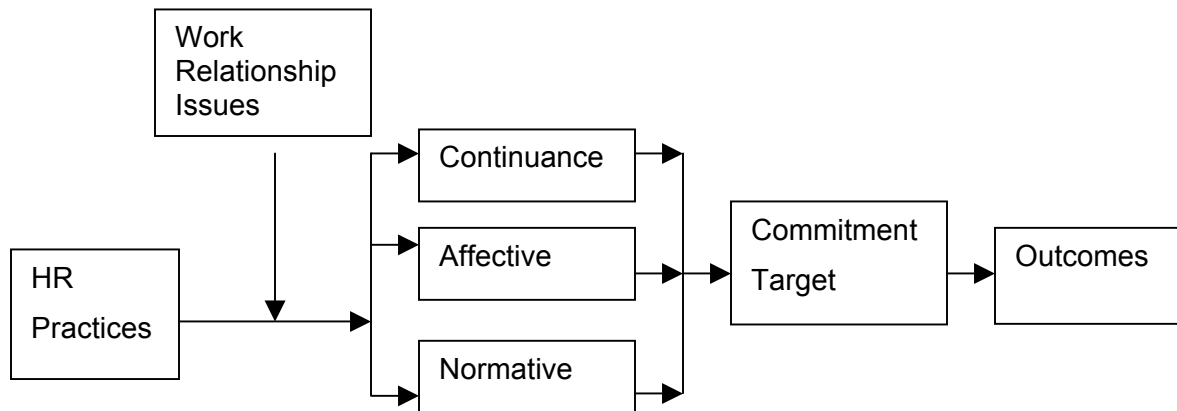 Work
Relationship
Issues
Continuance
Affective
Normative
HR
Practices
Commitment
Target
Outcomes